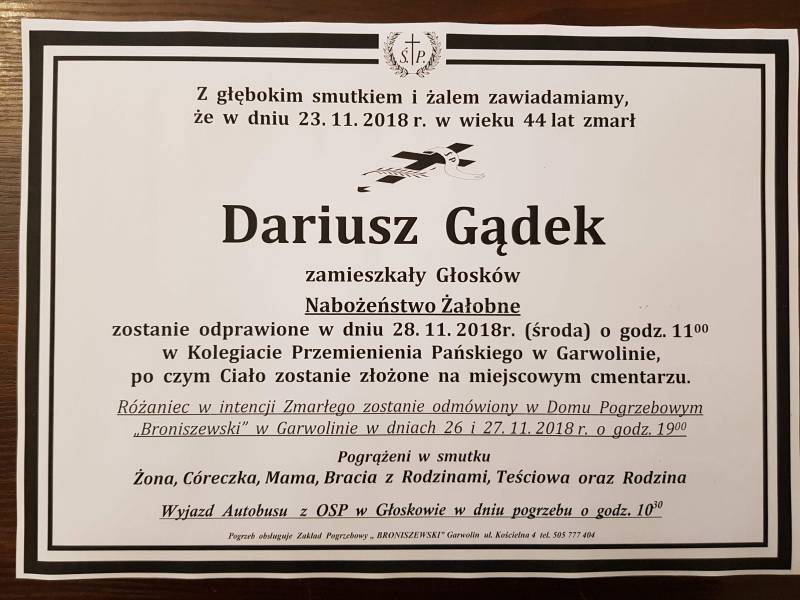 Ś. P.
Z głębokim smutkiem i żalem zawiadamiamy,
że w dniu 23. 11. 2018 r. w wieku 44 lat zmarł
Ś P
Dariusz Gądek
zamieszkały Głosków
Nabożeństwo Żałobne
zostanie odprawione w dniu 28. 11. 2018r. (środa) o godz. 11⁰⁰
w Kolegiacie Przemienienia Pańskiego w Garwolinie,
po czym Ciało zostanie złożone na miejscowym cmentarzu.
Różaniec w intencji Zmarłego zostanie odmówiony w Domu Pogrzebowym
„Broniszewski" w Garwolinie w dniach 26 i 27. 11. 2018 r. o godz. 19⁰⁰
Pogrążeni w smutku
Żona, Córeczka, Mama, Bracia z Rodzinami, Teściowa oraz Rodzina
Wyjazd Autobusu z OSP w Głoskowie w dniu pogrzebu o godz. 10³⁰
Pogrzeb obsługuje Zakład Pogrzebowy „ BRONISZEWSKI" Garwolin ul. Kościelna 4 tel. 505 777 404